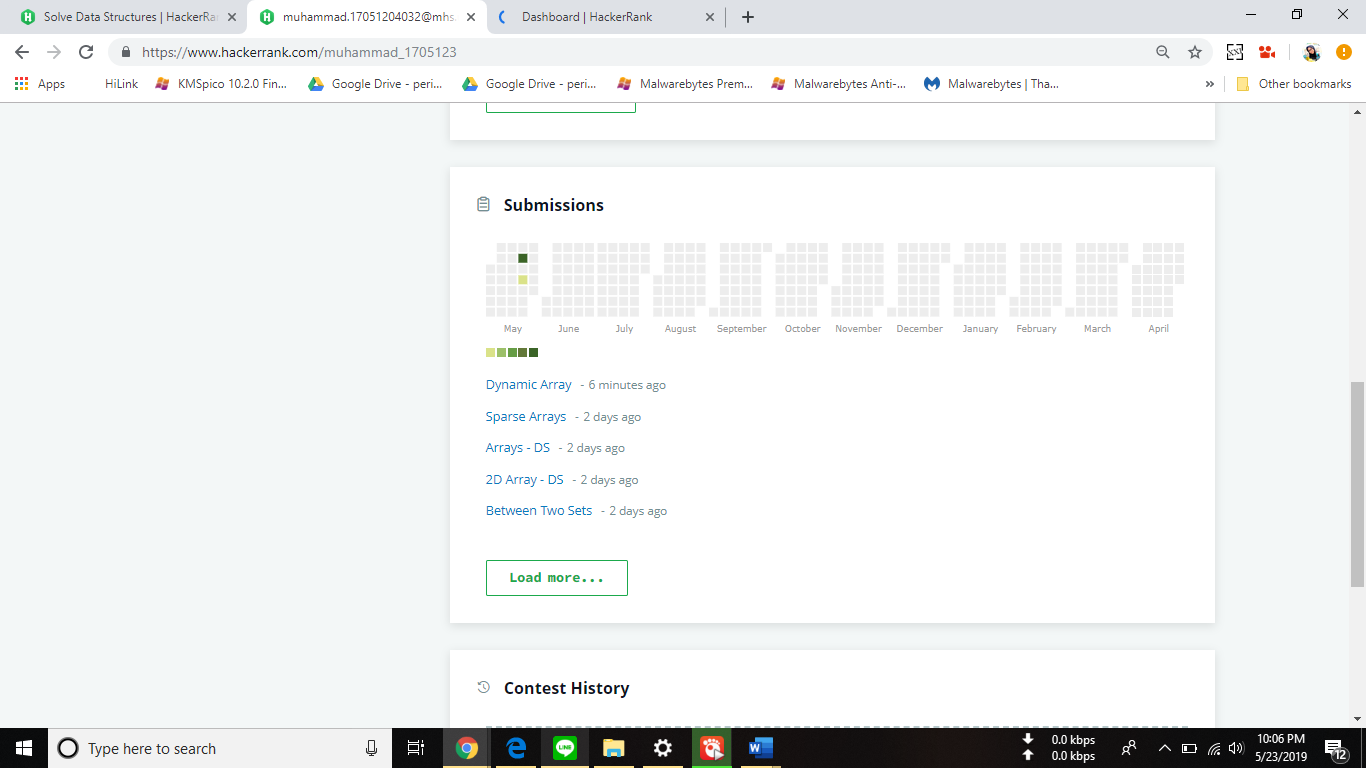 Solve Data Structures | HackerRan
muhammad.17051204032@mhs.
Dashboard | HackerRank
https://www.hackerrank.com/muhammad_1705123
Apps
HiLink
KMSpico 10.2.0 Fin...
Google Drive - peri...
Google Drive - peri...
Malwarebytes Prem...
Malwarebytes Anti-...
Malwarebytes | Tha...
»
Other bookmarks
Submissions
May June July August September October November December January February March April
Dynamic Array - 6 minutes ago
Sparse Arrays - 2 days ago
Arrays - DS - 2 days ago
2D Array - DS - 2 days ago
Between Two Sets - 2 days ago
Load more...
Contest History
Type here to search
LINE
0.0 kbps
0.0 kbps
10:06 PM
5/23/2019
12